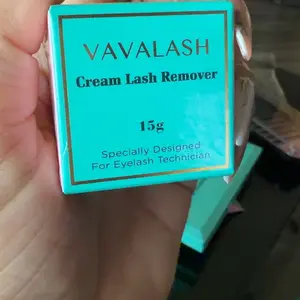 VAVALASH
Cream Lash Remover
15g
Specially Designed
For Eyelash Technician